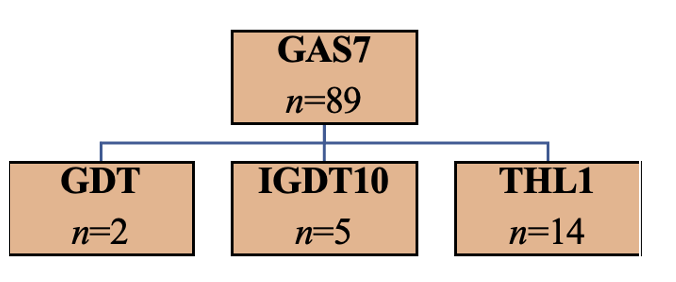 GAS7
n=89
GDT
n=2
IGDT10
n=5
THL1
n=14